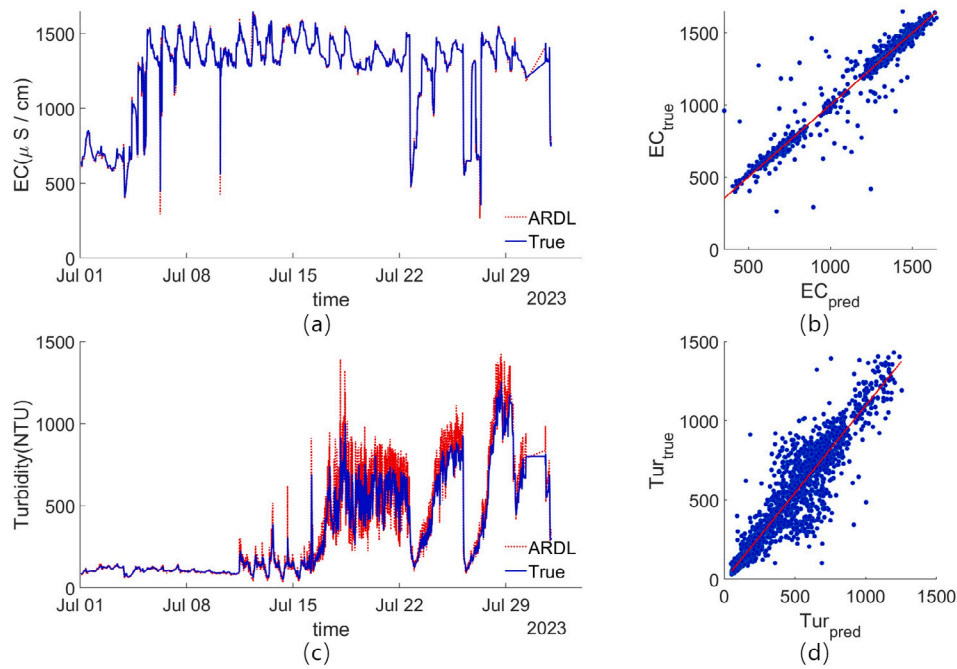 1500
1000
500
0
EC(μ S / cm)
ARDL
True
Jul 01
Jul 08
Jul 15
Jul 22
Jul 29
time
2023
(a)
1500
1000
500
0
EC_true
500
1000
1500
EC_pred
(b)
1500
1000
500
0
Turbidity(NTU)
ARDL
True
Jul 01
Jul 08
Jul 15
Jul 22
Jul 29
time
2023
(c)
1500
1000
500
0
Tur_true
0
500
1000
1500
Tur_pred
(d)